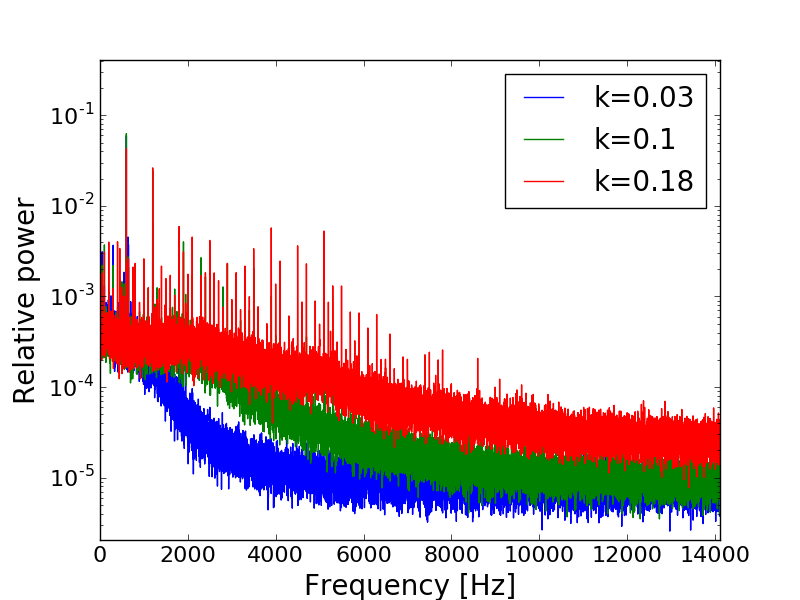 k=0.03
k=0.1
k=0.18
Relative power
10^-1
10^-2
10^-3
10^-4
10^-5
0 2000 4000 6000 8000 10000 12000 14000
Frequency [Hz]